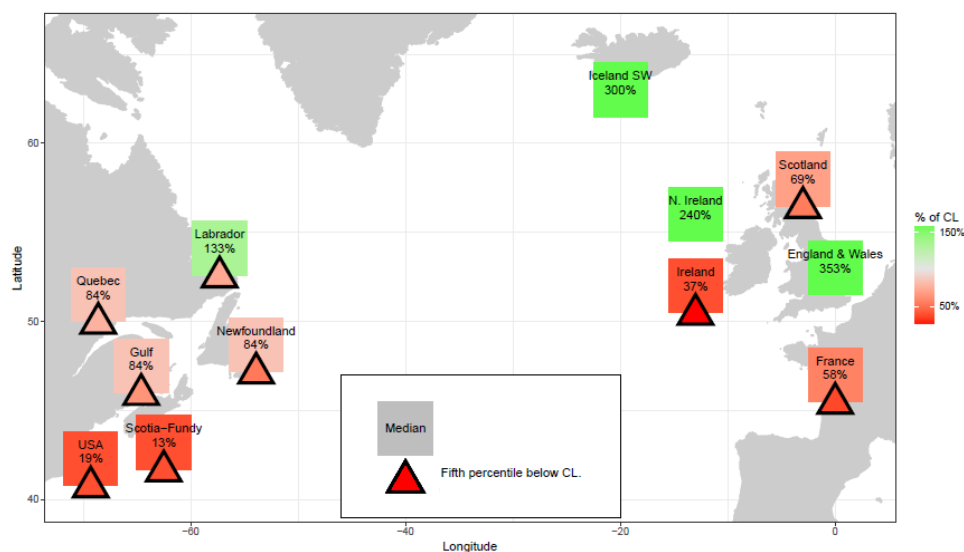 Iceland SW
300%
60
Scotland
69%
N. Ireland
240%
% of CL
150%
50%
Labrador
133%
England & Wales
353%
Latitude
Quebec
84%
Ireland
37%
50
Newfoundland
84%
Gulf
84%
France
58%
Scotia−Fundy
13%
USA
19%
Median
Fifth percentile below CL.
40
−60
−40
−20
0
Longitude